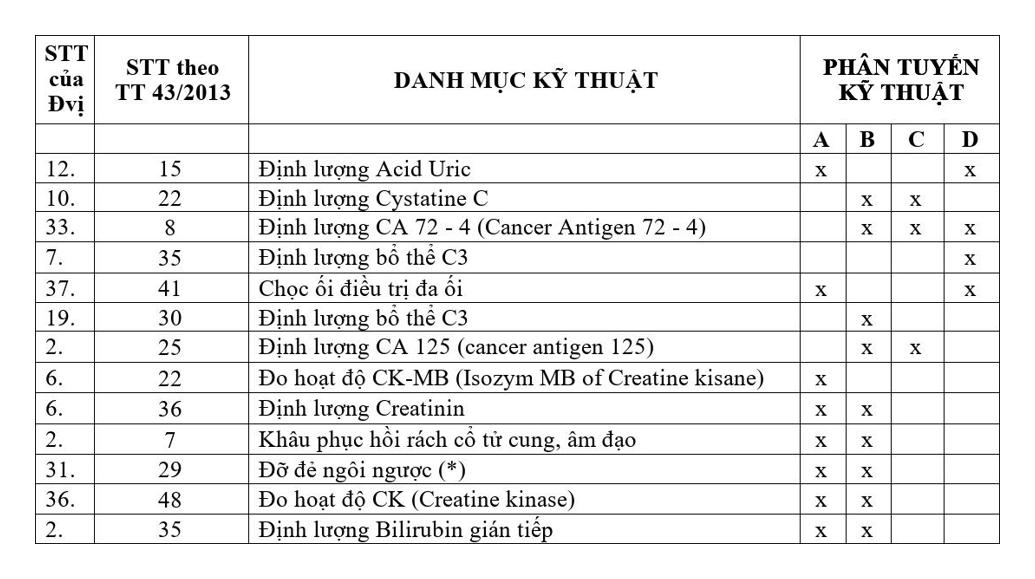 STT của Đvị | STT theo TT 43/2013 | DANH MỤC KỸ THUẬT | PHÂN TUYẾN KỸ THUẬT
A B C D
12. 15 Định lượng Acid Uric x x
10. 22 Định lượng Cystatine C x x
33. 8 Định lượng CA 72 - 4 (Cancer Antigen 72 - 4) x x x
7. 35 Định lượng bổ thể C3 x
37. 41 Chọc ối điều trị đa ối x x
19. 30 Định lượng bổ thể C3 x
2. 25 Định lượng CA 125 (cancer antigen 125) x x
6. 22 Đo hoạt độ CK-MB (Isozym MB of Creatine kisane) x
6. 36 Định lượng Creatinin x x
2. 7 Khâu phục hồi rách cổ tử cung, âm đạo x x
31. 29 Đỡ đẻ ngôi ngược (*) x x
36. 48 Đo hoạt độ CK (Creatine kinase) x x
2. 35 Định lượng Bilirubin gián tiếp x x